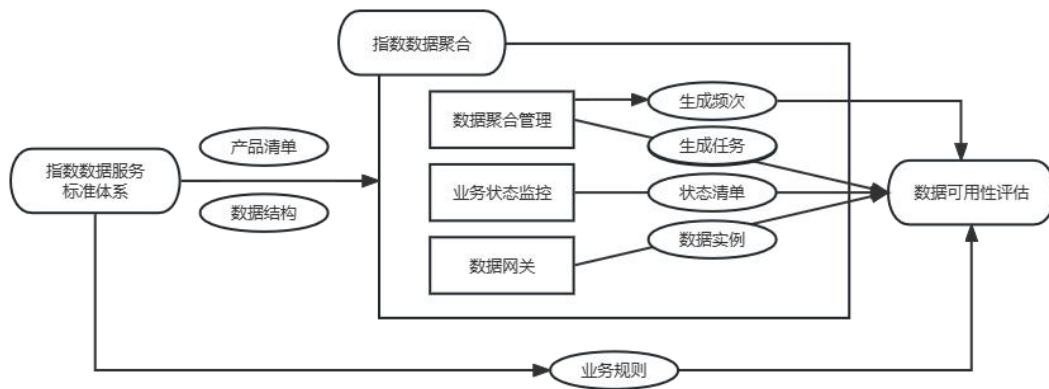 指数数据聚合
数据聚合管理
生成频次
生成任务
产品清单
指数数据服务
标准体系
数据结构
业务状态监控
状态清单
数据可用性评估
数据网关
数据实例
业务规则